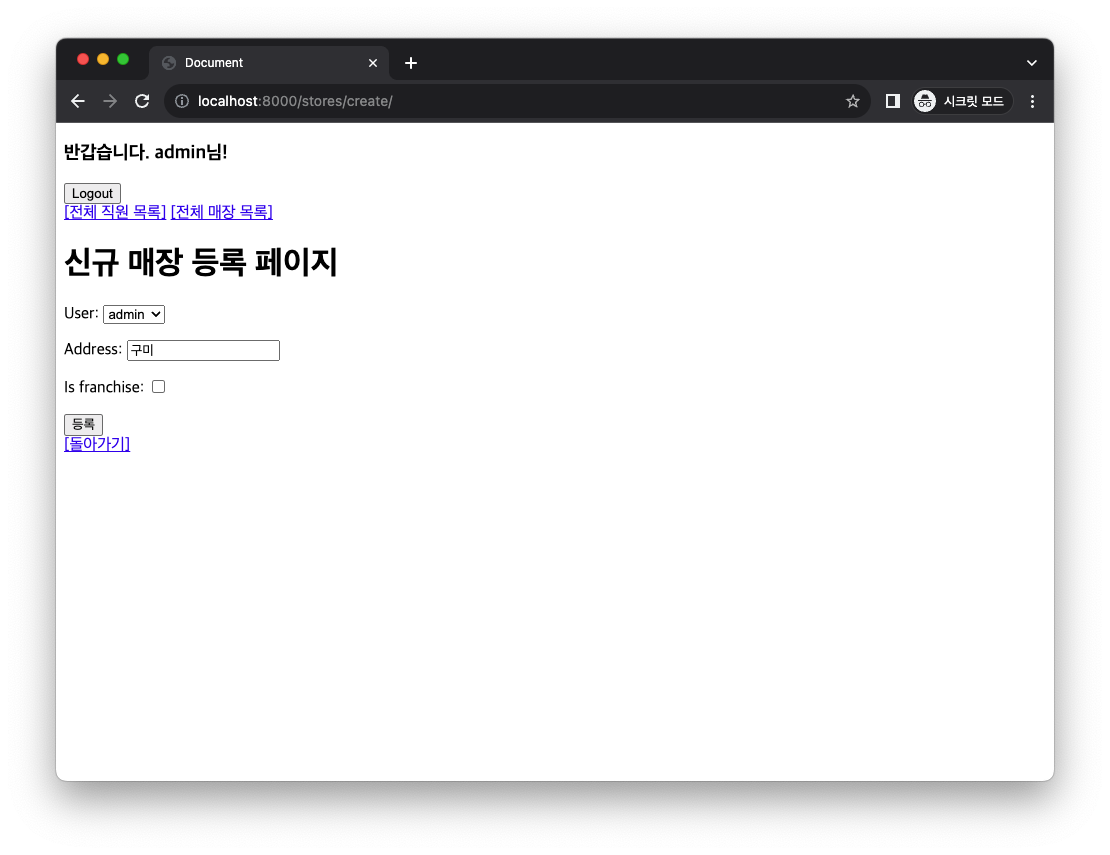 Document
localhost:8000/stores/create/
시크릿 모드
반갑습니다. admin님!
Logout
[전체 직원 목록] [전체 매장 목록]
신규 매장 등록 페이지
User: admin
Address: 구미
Is franchise:
등록
[돌아가기]